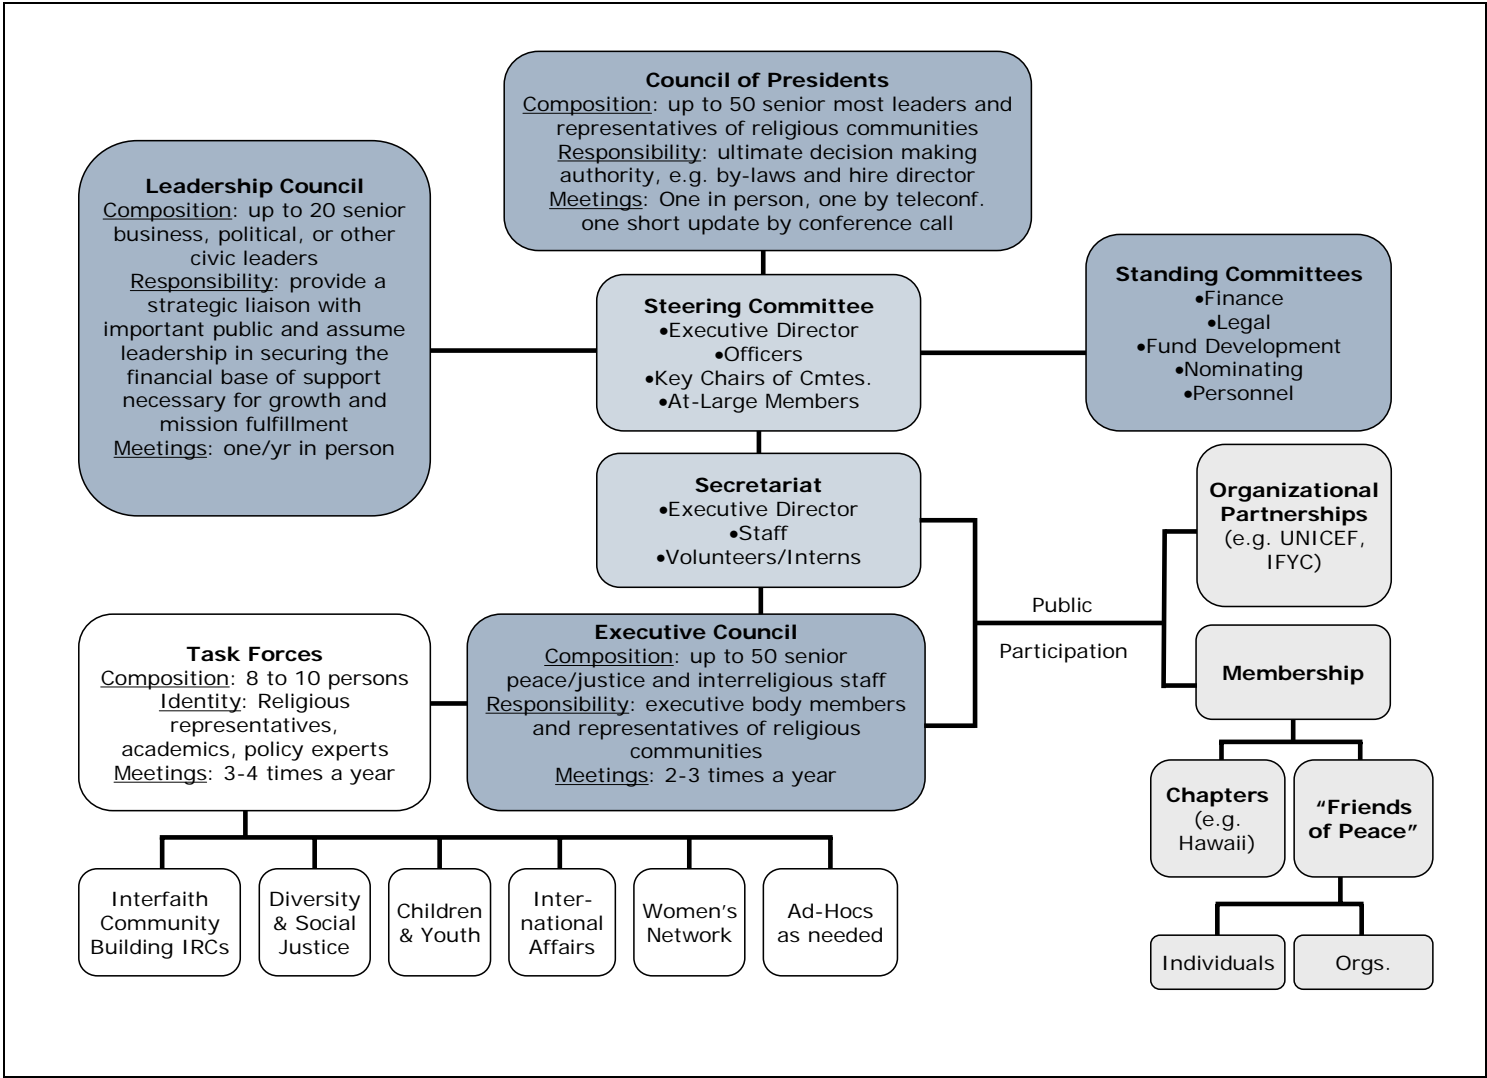 Council of Presidents
Composition: up to 50 senior most leaders and
representatives of religious communities
Responsibility: ultimate decision making
authority, e.g. by-laws and hire director
Meetings: One in person, one by teleconf.
one short update by conference call
Leadership Council
Composition: up to 20 senior
business, political, or other
civic leaders
Responsibility: provide a
strategic liaison with
important public and assume
leadership in securing the
financial base of support
necessary for growth and
mission fulfillment
Meetings: one/yr in person
Steering Committee
•Executive Director
•Officers
•Key Chairs of Cmtes.
•At-Large Members
Standing Committees
•Finance
•Legal
•Fund Development
•Nominating
•Personnel
Secretariat
•Executive Director
•Staff
•Volunteers/Interns
Organizational
Partnerships
(e.g. UNICEF,
IFYC)
Public
Participation
Task Forces
Composition: 8 to 10 persons
Identity: Religious
representatives,
academics, policy experts
Meetings: 3-4 times a year
Executive Council
Composition: up to 50 senior
peace/justice and interreligious staff
Responsibility: executive body members
and representatives of religious
communities
Meetings: 2-3 times a year
Membership
Chapters
(e.g.
Hawaii)
“Friends
of Peace”
Interfaith
Community
Building IRCs
Diversity
& Social
Justice
Children
& Youth
Inter-
national
Affairs
Women's
Network
Ad-Hocs
as needed
Individuals
Orgs.